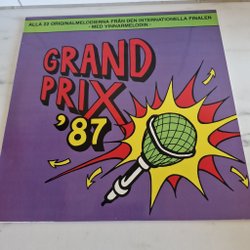 ALLA 22 ORIGINALMELODIERNA FRÅN DEN INTERNATIONELLA FINALEN
- MED VINNARMELODIN -
GRAND
PRIX
'87